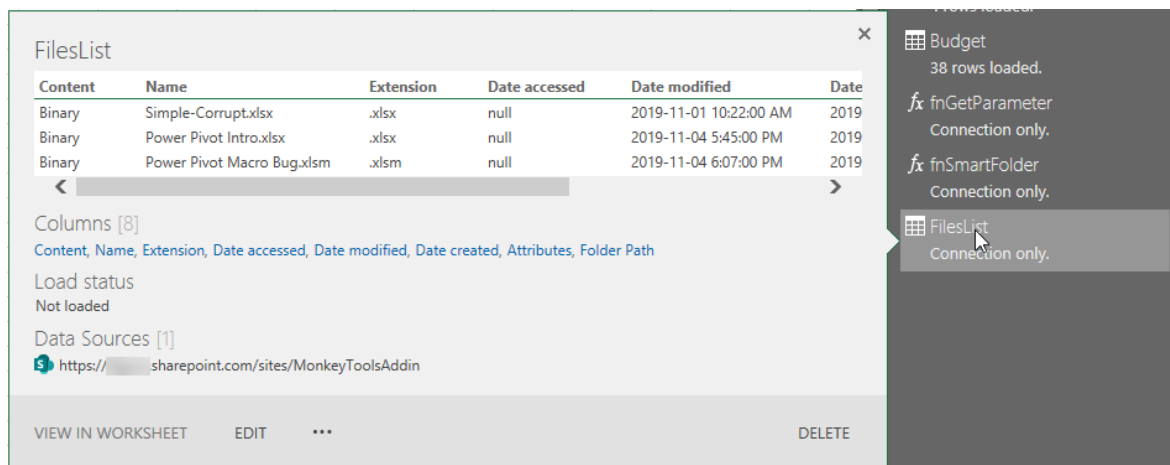 FilesList
Content Name Extension Date accessed Date modified Date
Binary Simple-Corrupt.xlsx .xlsx null 2019-11-01 10:22:00 AM 2019
Binary Power Pivot Intro.xlsx .xlsx null 2019-11-04 5:45:00 PM 2019
Binary Power Pivot Macro Bug.xlsm .xlsm null 2019-11-04 6:07:00 PM 2019
Columns [8]
Content, Name, Extension, Date accessed, Date modified, Date created, Attributes, Folder Path
Load status
Not loaded
Data Sources [1]
https:// .sharepoint.com/sites/MonkeyToolsAddin
VIEW IN WORKSHEET EDIT ••• DELETE
rows loaded.
Budget
38 rows loaded.
fx fnGetParameter
Connection only.
fx fnSmartFolder
Connection only.
FilesList
Connection only.